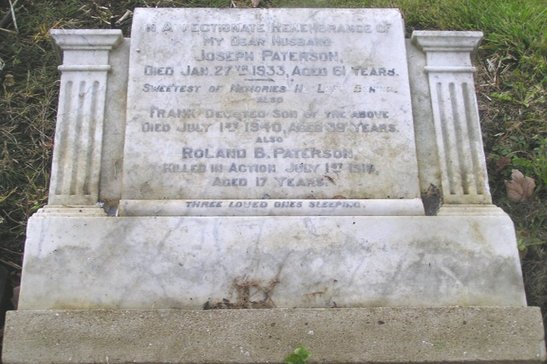 In Affectionate Remembrance of
My Dear Husband
Joseph Paterson,
Died Jan. 27th 1933, Aged 61 Years.
Sweetest of Memories
also
Frank, Devoted Son of the above
Died July 1st 1940, Aged 39 Years.
also
Roland B. Paterson,
Killed in Action July 1st
Aged 17 Years.
Three loved ones sleeping.